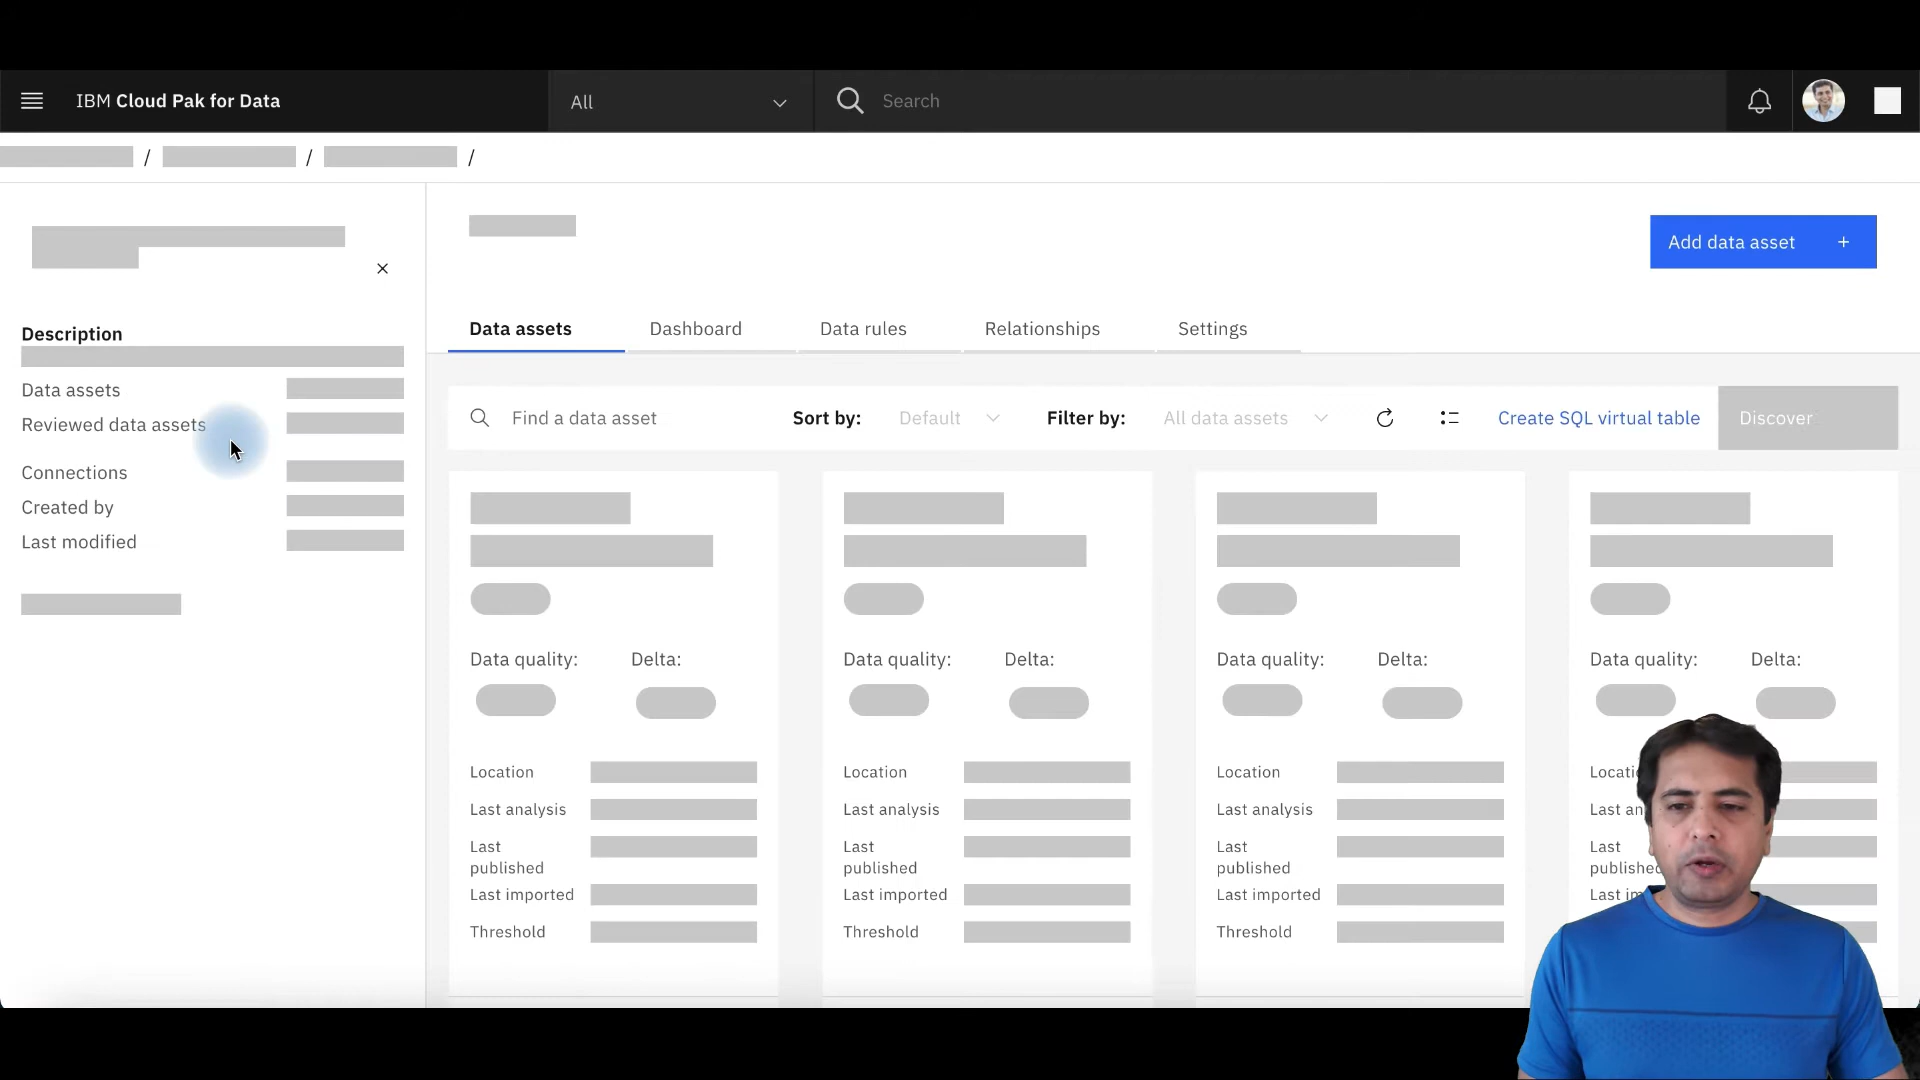 IBM Cloud Pak for Data
All
Search
/ / /
Description
Data assets
Reviewed data assets
Connections
Created by
Last modified
Add data asset +
Data assets Dashboard Data rules Relationships Settings
Find a data asset Sort by: Default Filter by: All data assets Create SQL virtual table Discover
Data quality: Delta: Data quality: Delta: Data quality: Delta: Data quality: Delta:
Location Location Location
Last analysis Last analysis Last analysis
Last Last Last Last
published published published
Last imported Last imported Last imported
Threshold Threshold Threshold